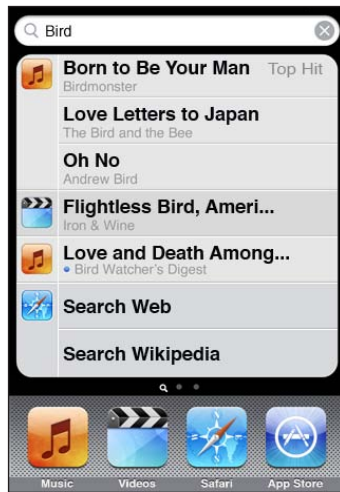 Bird
Born to Be Your Man Top Hit
Birdmonster
Love Letters to Japan
The Bird and the Bee
Oh No
Andrew Bird
Flightless Bird, Ameri...
Iron & Wine
Love and Death Among...
Bird Watcher's Digest
Search Web
Search Wikipedia
Music Videos Safari App Store